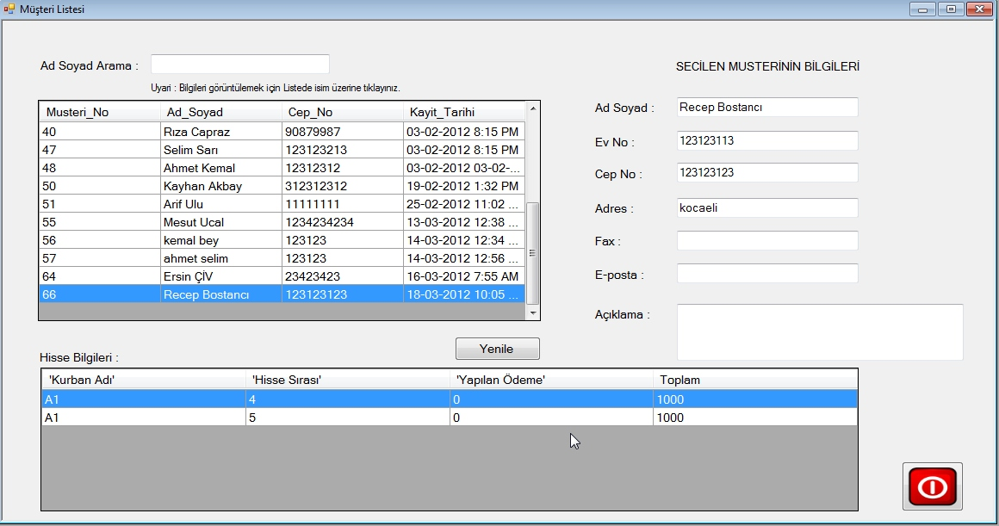 Müşteri Listesi
Ad Soyad Arama :
SECİLEN MUSTERİNİN BİLGİLERİ
Uyari : Bilgileri görüntülemek için Listede isim üzerine tıklayınız.
Musteri_No Ad_Soyad Cep_No Kayit_Tarihi
40 Rıza Capraz 90879987 03-02-2012 8:15 PM
47 Selim Sarı 123123213 03-02-2012 8:15 PM
48 Ahmet Kemal 12312312 03-02-2012 03-02-...
50 Kayhan Akbay 312312312 19-02-2012 1:32 PM
51 Arif Ulu 11111111 25-02-2012 11:02 ...
55 Mesut Ucal 1234234234 13-03-2012 12:38 ...
56 kemal bey 123123 14-03-2012 12:34 ...
57 ahmet selim 123123 14-03-2012 12:56 ...
64 Ersin ÇİV 23423423 16-03-2012 7:55 AM
66 Recep Bostancı 123123123 18-03-2012 10:05 ...
Ad Soyad : Recep Bostancı
Ev No : 123123113
Cep No : 123123123
Adres : kocaeli
Fax :
E-posta :
Açıklama :
Yenile
Hisse Bilgileri :
'Kurban Adı' 'Hisse Sırası' 'Yapılan Ödeme' Toplam
A1 4 0 1000
A1 5 0 1000